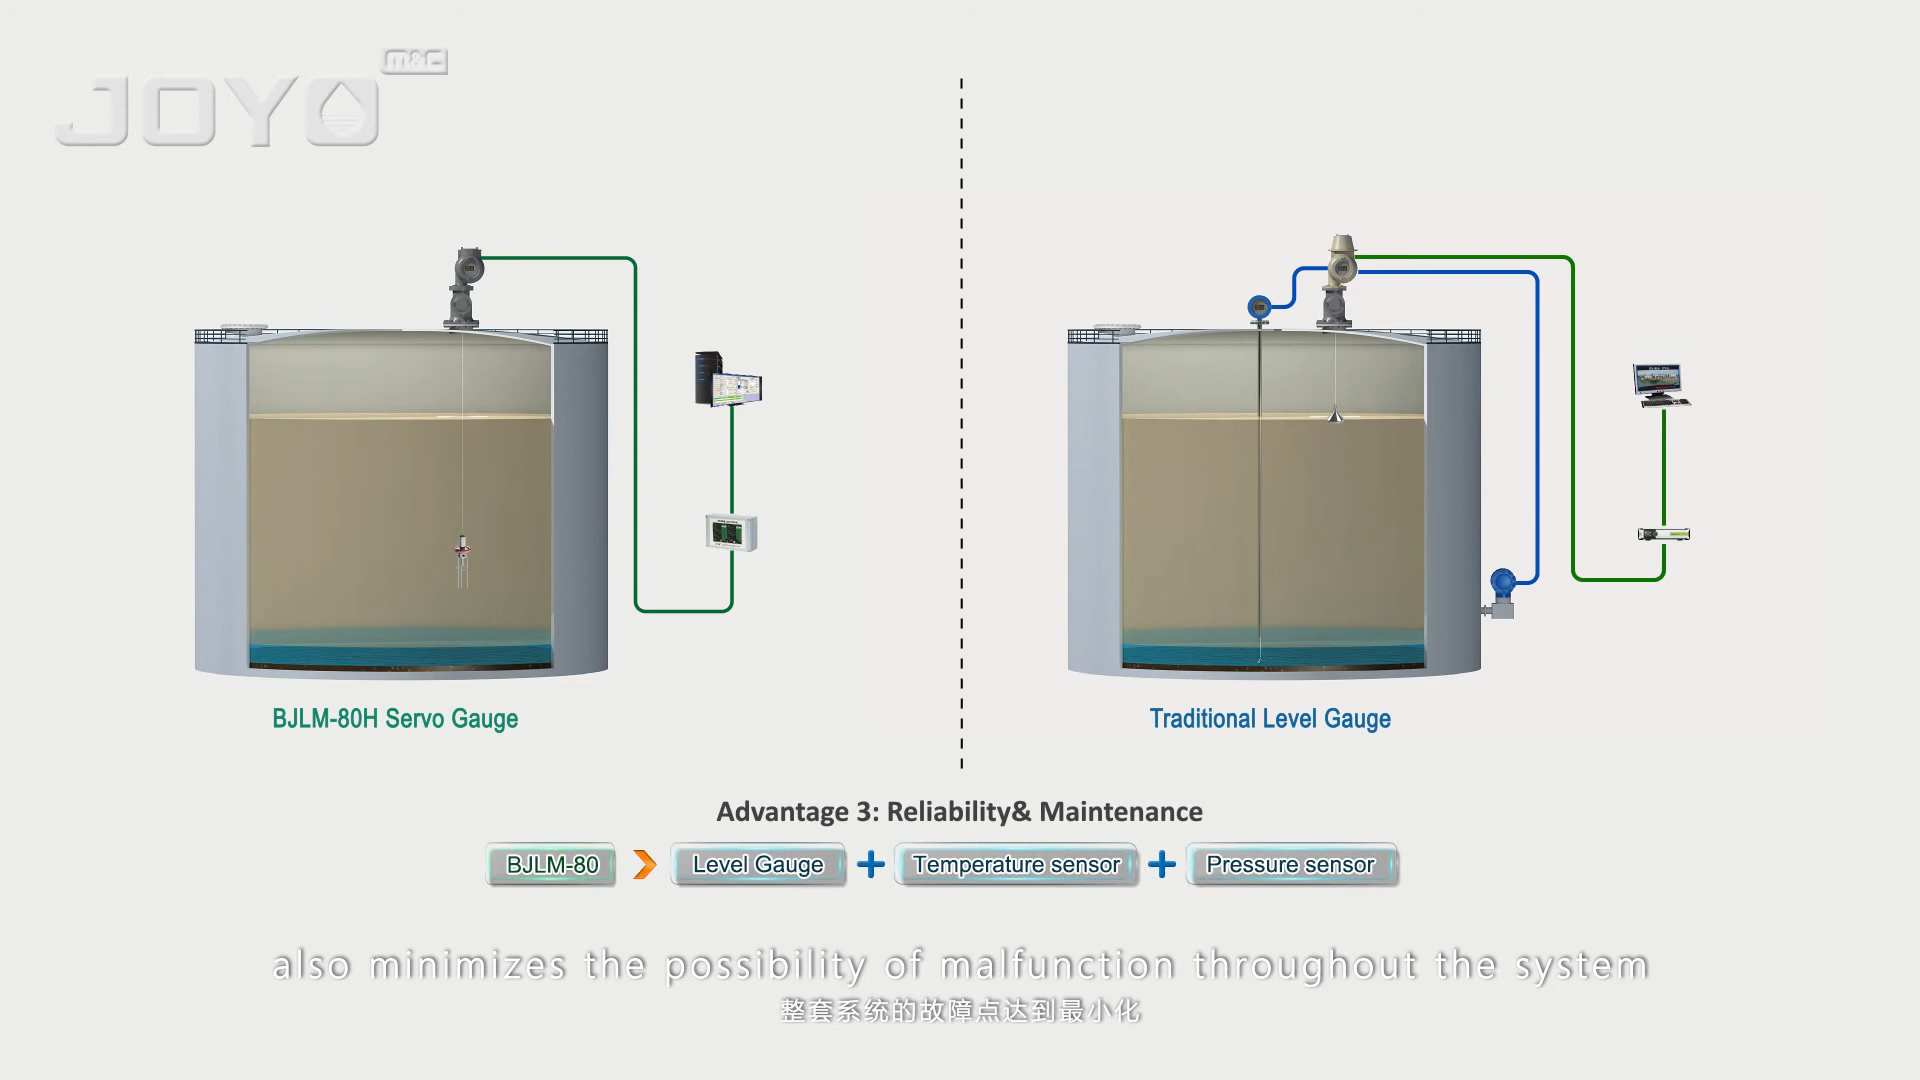 M&C
JOYO
BJLM-80H Servo Gauge
Traditional Level Gauge
Advantage 3: Reliability& Maintenance
BJLM-80 Level Gauge + Temperature sensor + Pressure sensor
also minimizes the possibility of malfunction throughout the system
整套系统的故障点达到最小化